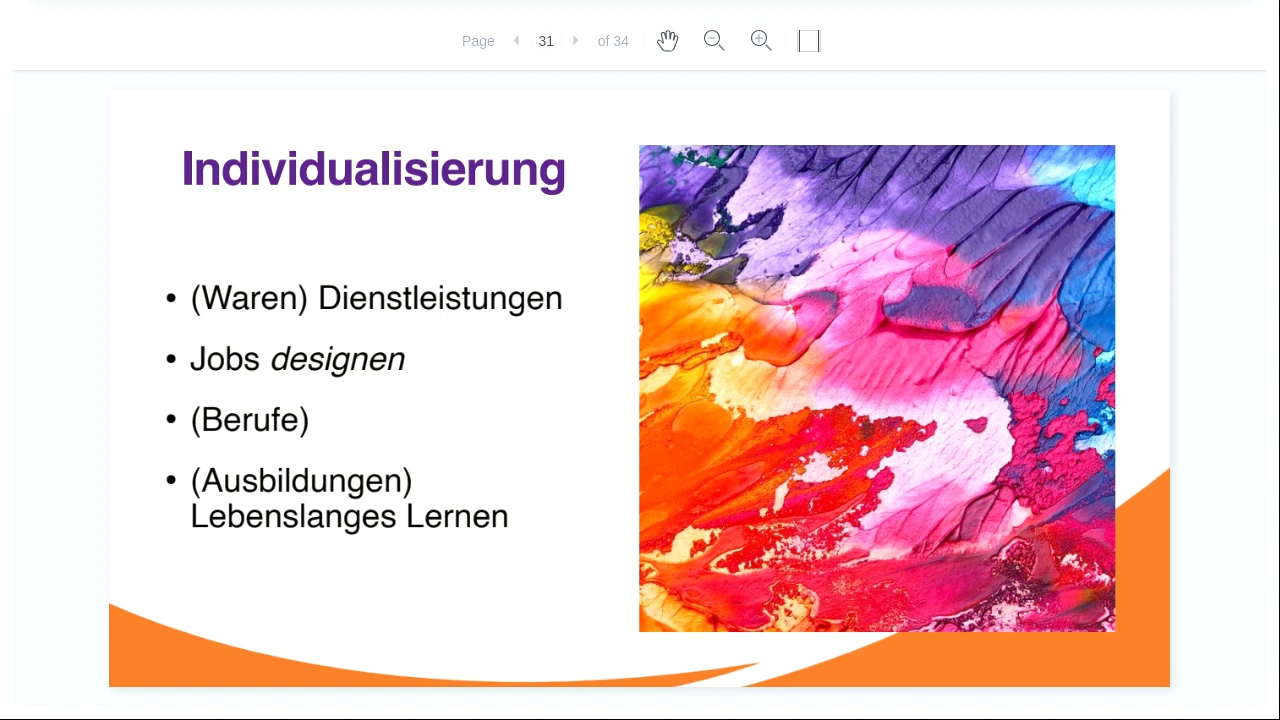 Page 31 of 34
Individualisierung
• (Waren) Dienstleistungen
• Jobs designen
• (Berufe)
• (Ausbildungen)
Lebenslanges Lernen